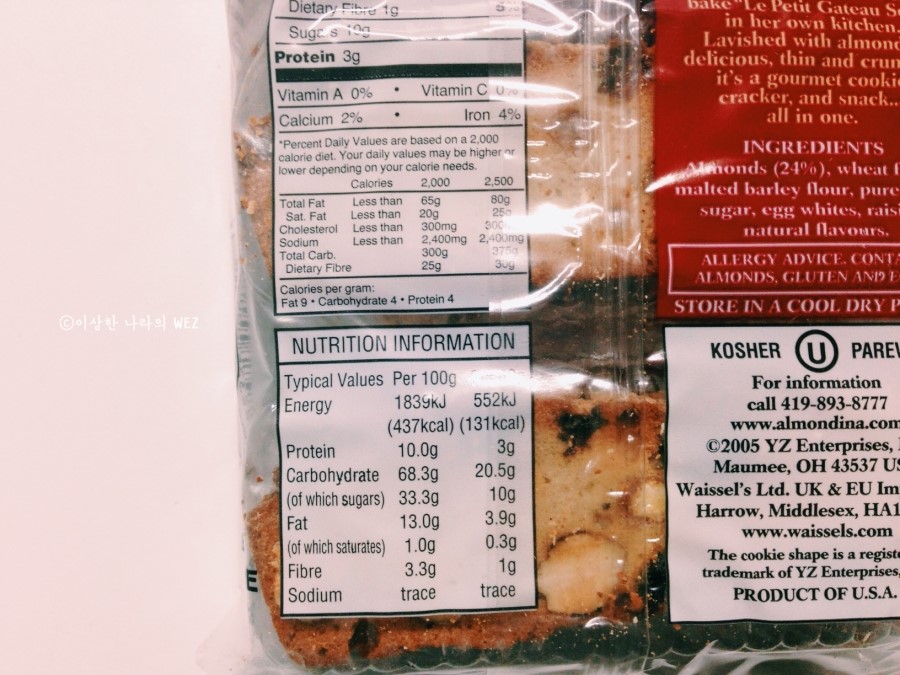 Dietary Fibre 1g 5%
Sugars 10g
Protein 3g
Vitamin A 0% • Vitamin C 0%
Calcium 2% • Iron 4%
*Percent Daily Values are based on a 2,000
calorie diet. Your daily values may be higher or
lower depending on your calorie needs.
Calories 2,000 2,500
Total Fat Less than 65g 80g
Sat. Fat Less than 20g 25g
Cholesterol Less than 300mg 300
Sodium Less than 2,400mg 2,400mg
Total Carb. 300g 375g
Dietary Fibre 25g 30g
Calories per gram:
Fat 9 • Carbohydrate 4 • Protein 4
NUTRITION INFORMATION
Typical Values Per 100g
Energy 1839kJ 552kJ
(437kcal) (131kcal)
Protein 10.0g 3g
Carbohydrate 68.3g 20.5g
(of which sugars) 33.3g 10g
Fat 13.0g 3.9g
(of which saturates) 1.0g 0.3g
Fibre 3.3g 1g
Sodium trace trace
bake "Le Petit Gateau
in her own kitchen
Lavished with
delicious, thin and
it's a gourmet
cracker, and snack..
all in one.
INGREDIENTS
Almonds (24%), wheat
malted barley flour, pure
sugar, egg whites,
natural flavours.
ALLERGY ADVICE.
ALMONDS, GLUTEN AND
STORE IN A COOL DRY
KOSHER U
For information
call 419-893-8777
www.almondina.com
©2005 YZ Enterprises,
Maumee, OH 43537
Waissel's Ltd. UK & EU
Harrow, Middlesex,
www.waissels.com
The cookie shape is a
trademark of YZ Enterprises,
PRODUCT OF U.S.A.
©이상한 나라의 WEZ